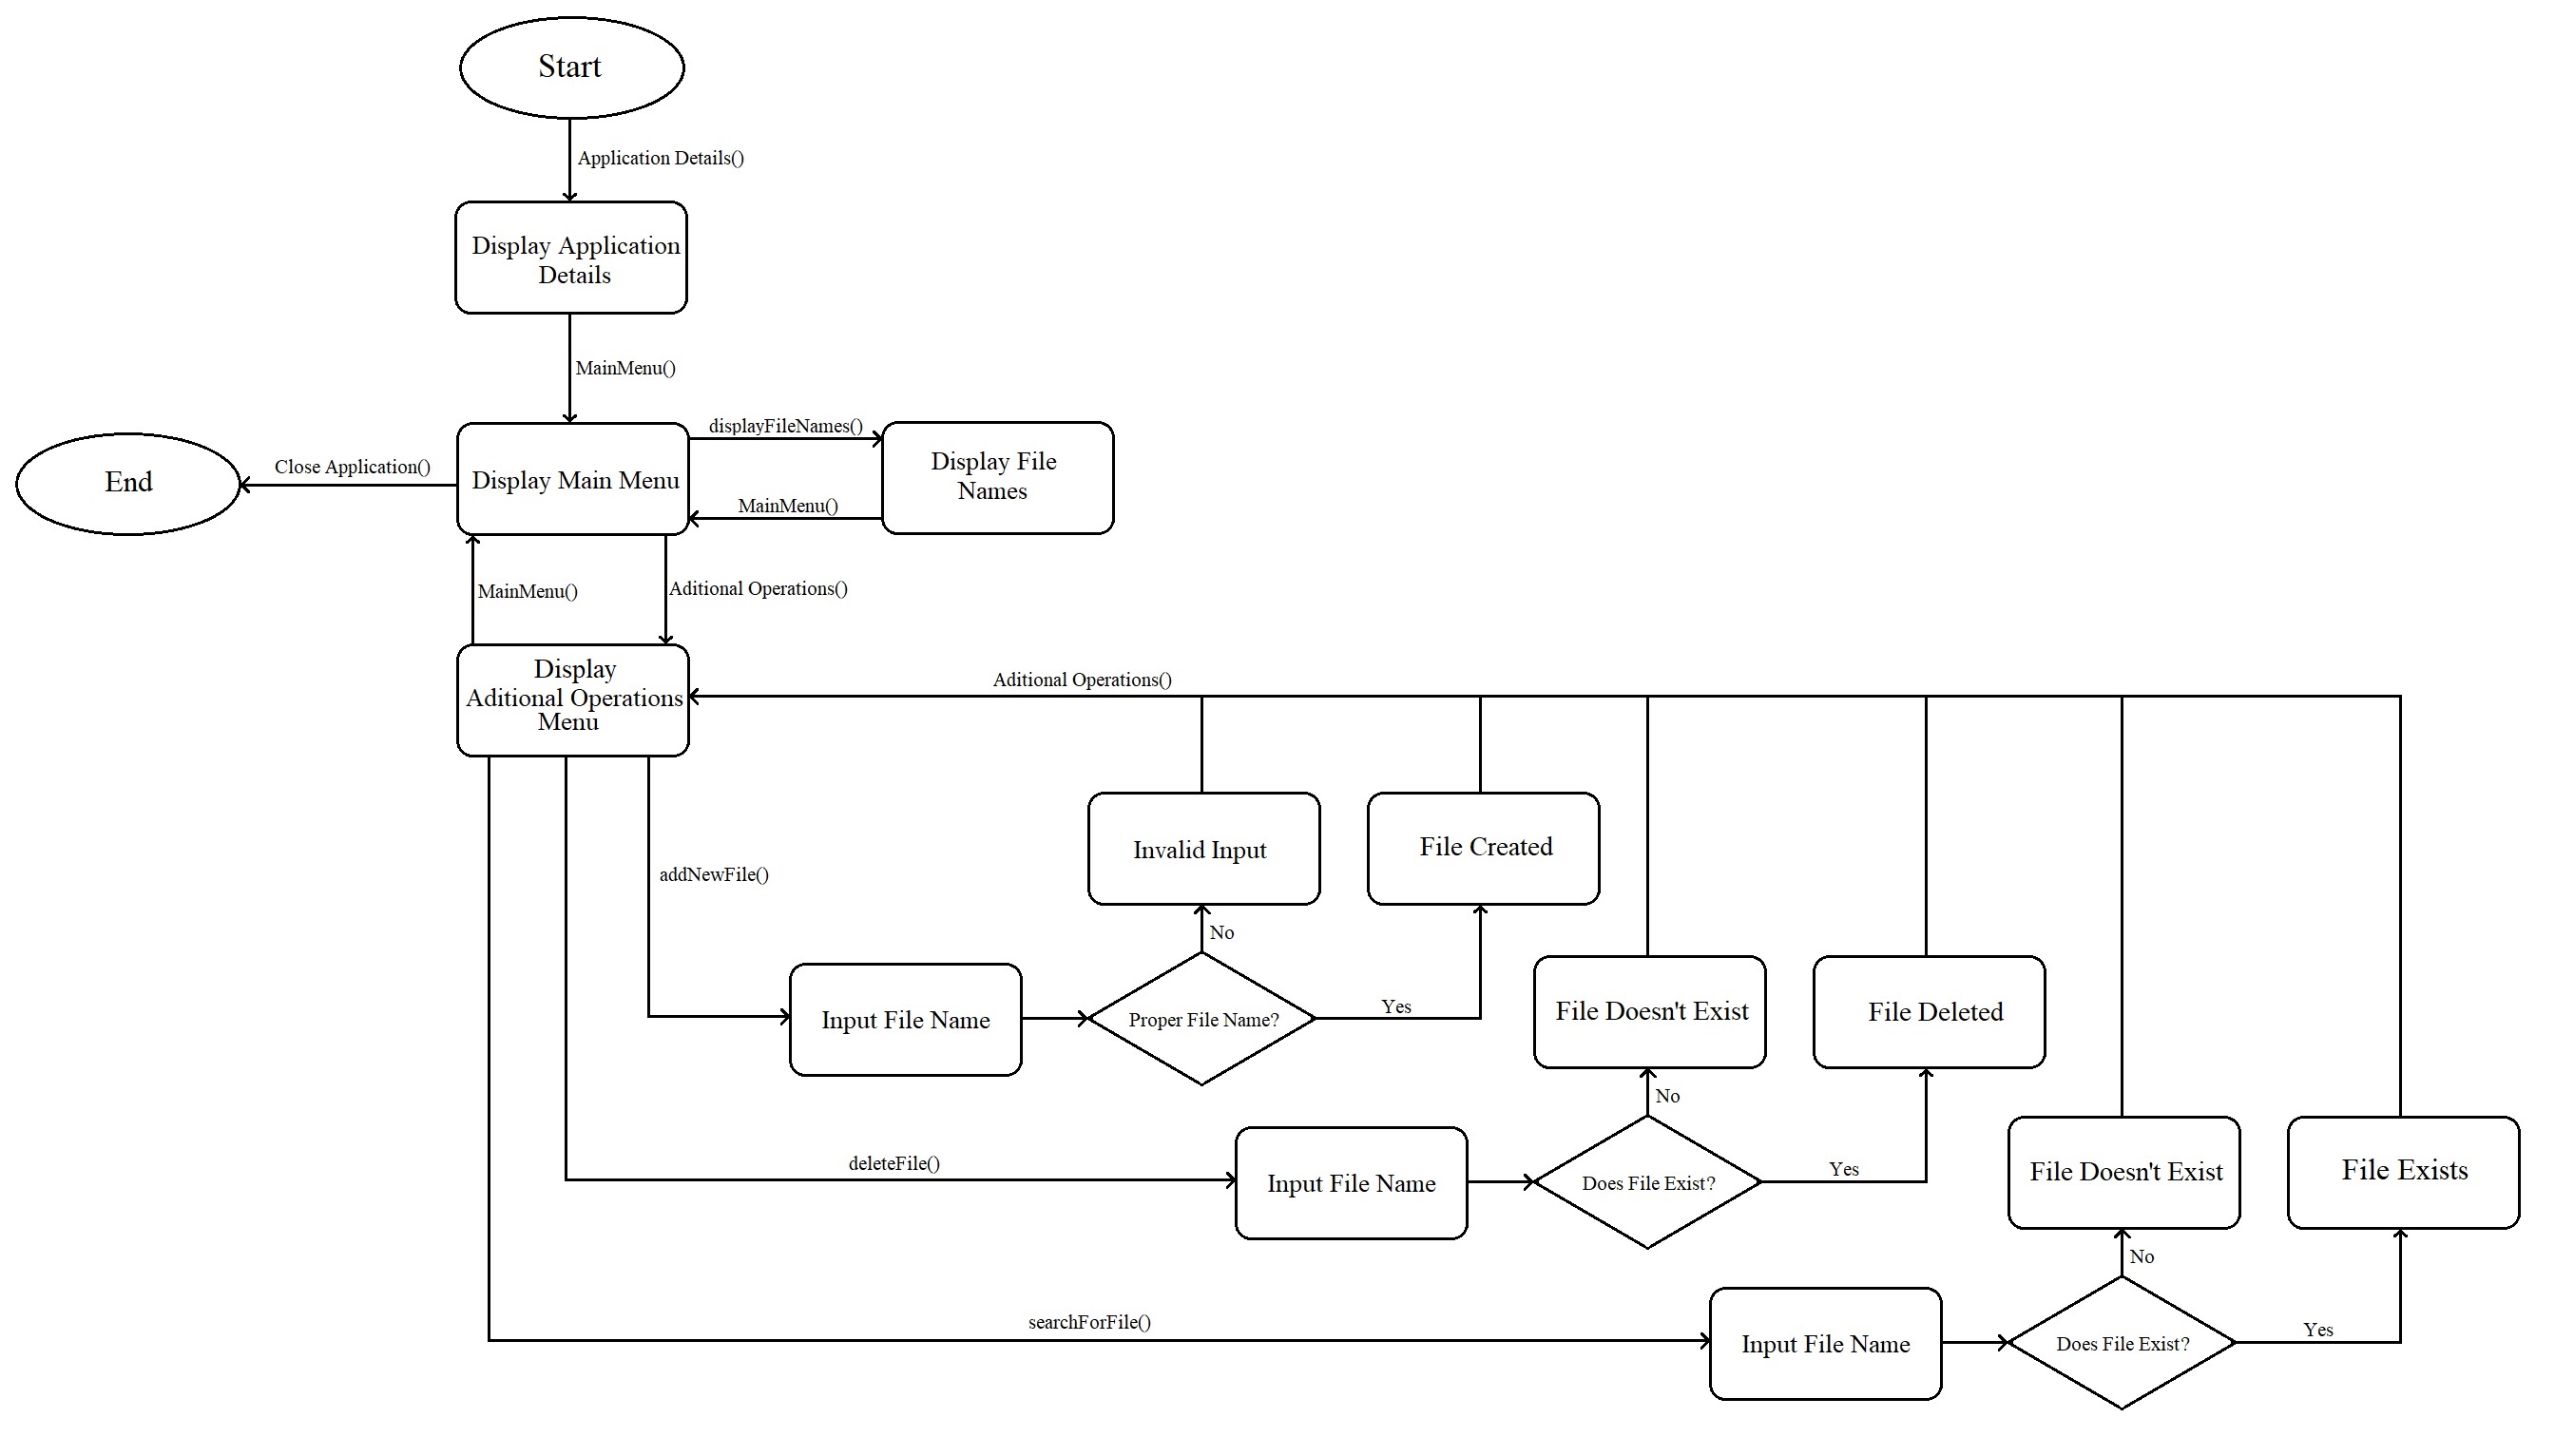 Start
Application Details()
Display Application
Details
MainMenu()
displayFileNames()
Close Application()
End
Display Main Menu
Display File
Names
MainMenu()
MainMenu()
Aditional Operations()
Display
Aditional Operations
Menu
Aditional Operations()
addNewFile()
Invalid Input
File Created
No
Input File Name
Proper File Name?
Yes
File Doesn't Exist
File Deleted
No
deleteFile()
Input File Name
Does File Exist?
Yes
File Doesn't Exist
File Exists
No
searchForFile()
Input File Name
Does File Exist?
Yes